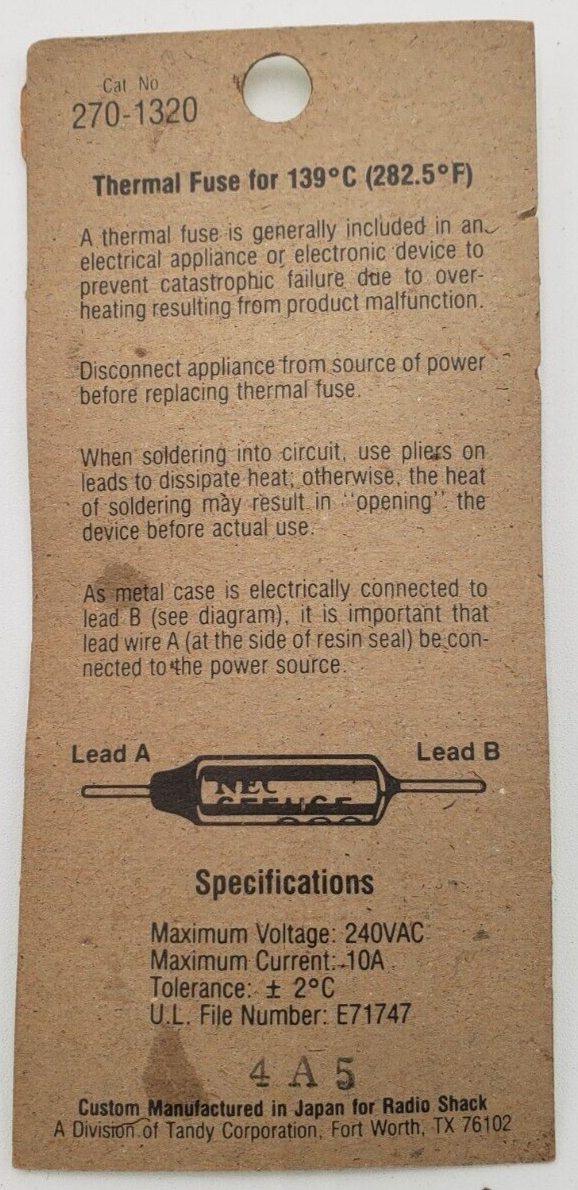 Cat. No
270-1320
Thermal Fuse for 139°C (282.5°F)
A thermal fuse is generally included in an
electrical appliance or electronic device to
prevent catastrophic failure due to over-
heating resulting from product malfunction.
Disconnect appliance from source of power
before replacing thermal fuse.
When soldering into circuit, use pliers on
leads to dissipate heat; otherwise, the heat
of soldering may result in ''opening'' the
device before actual use.
As metal case is electrically connected to
lead B (see diagram), it is important that
lead wire A (at the side of resin seal) be con-
nected to the power source.
Lead A
Lead B
NEC
Specifications
Maximum Voltage: 240VAC
Maximum Current: 10A
Tolerance: ± 2°C
U.L. File Number: E71747
4 A 5
Custom Manufactured in Japan for Radio Shack
A Division of Tandy Corporation, Fort Worth, TX 76102